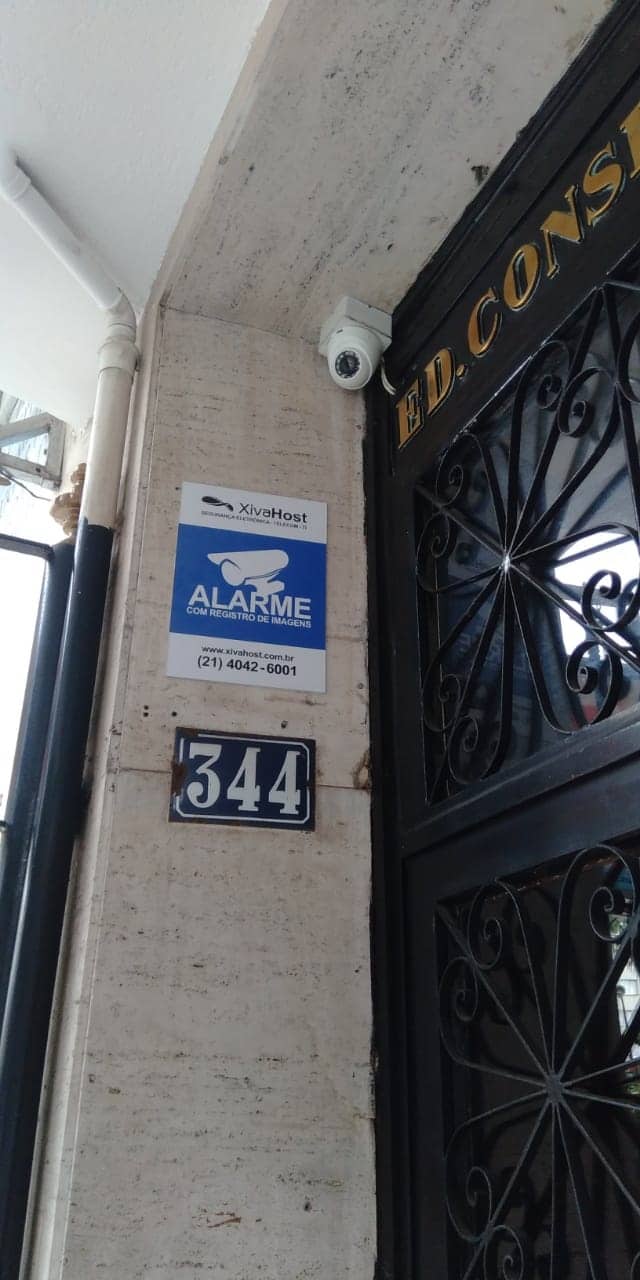 ED. CONSE
XivaHost
SEGURANÇA ELETRÔNICA - TELECOM - TI
ALARME
COM REGISTRO DE IMAGENS
www.xivahost.com.br
(21) 4042-6001
344